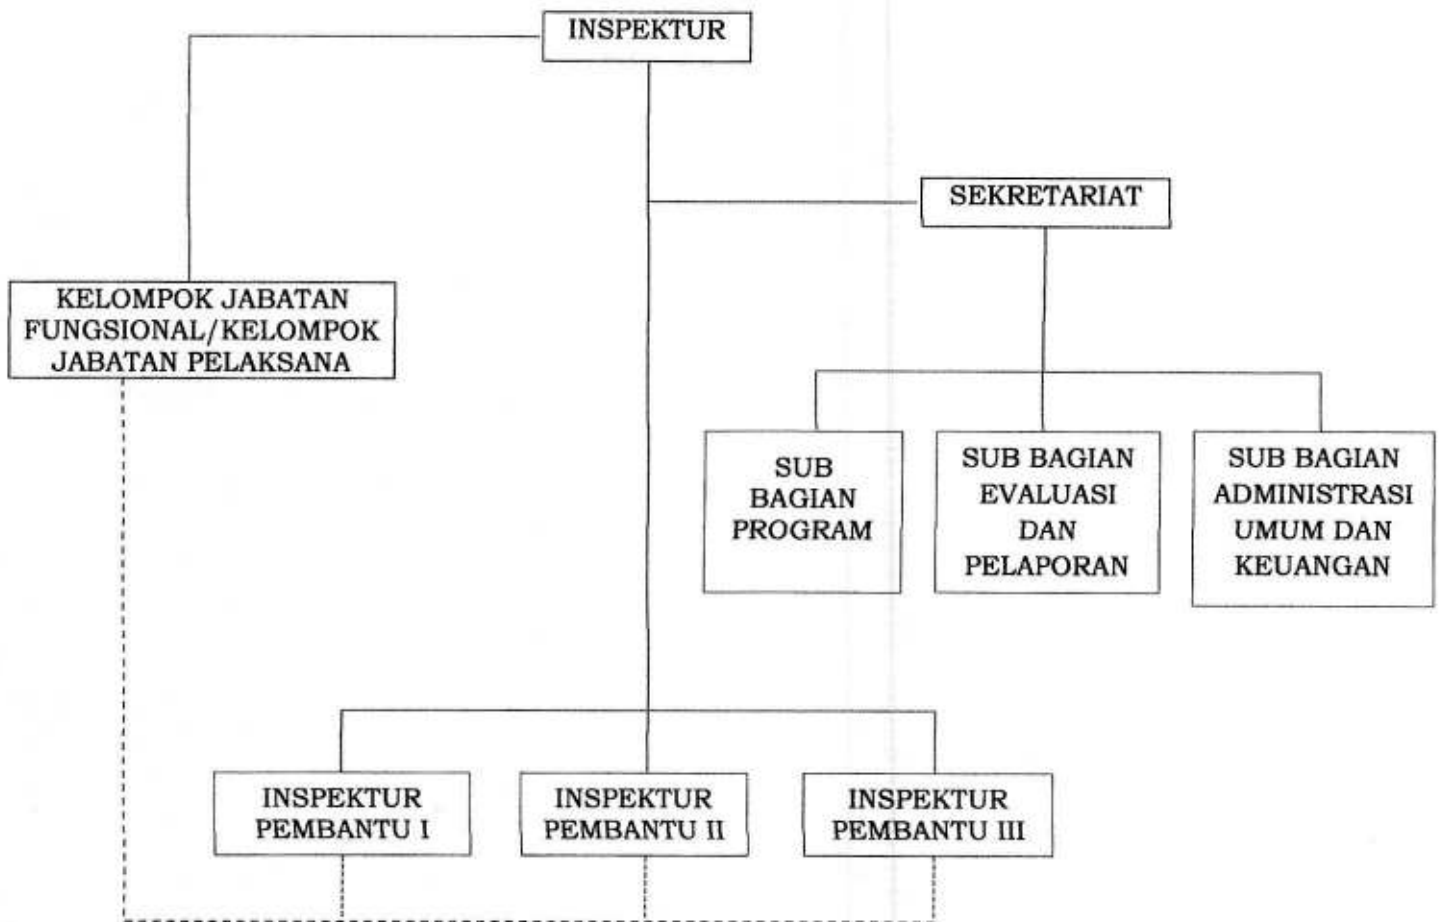 INSPEKTUR
SEKRETARIAT
KELOMPOK JABATAN
FUNGSIONAL/KELOMPOK
JABATAN PELAKSANA
SUB
BAGIAN
PROGRAM
SUB BAGIAN
EVALUASI
DAN
PELAPORAN
SUB BAGIAN
ADMINISTRASI
UMUM DAN
KEUANGAN
INSPEKTUR
PEMBANTU I
INSPEKTUR
PEMBANTU II
INSPEKTUR
PEMBANTU III